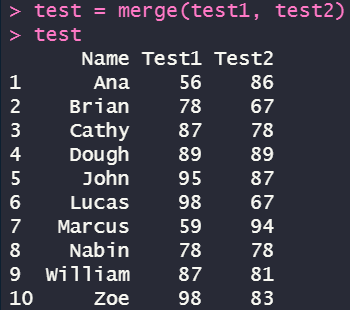 > test = merge(test1, test2)
> test
Name Test1 Test2
1 Ana 56 86
2 Brian 78 67
3 Cathy 87 78
4 Dough 89 89
5 John 95 87
6 Lucas 98 67
7 Marcus 59 94
8 Nabin 78 78
9 William 87 81
10 Zoe 98 83